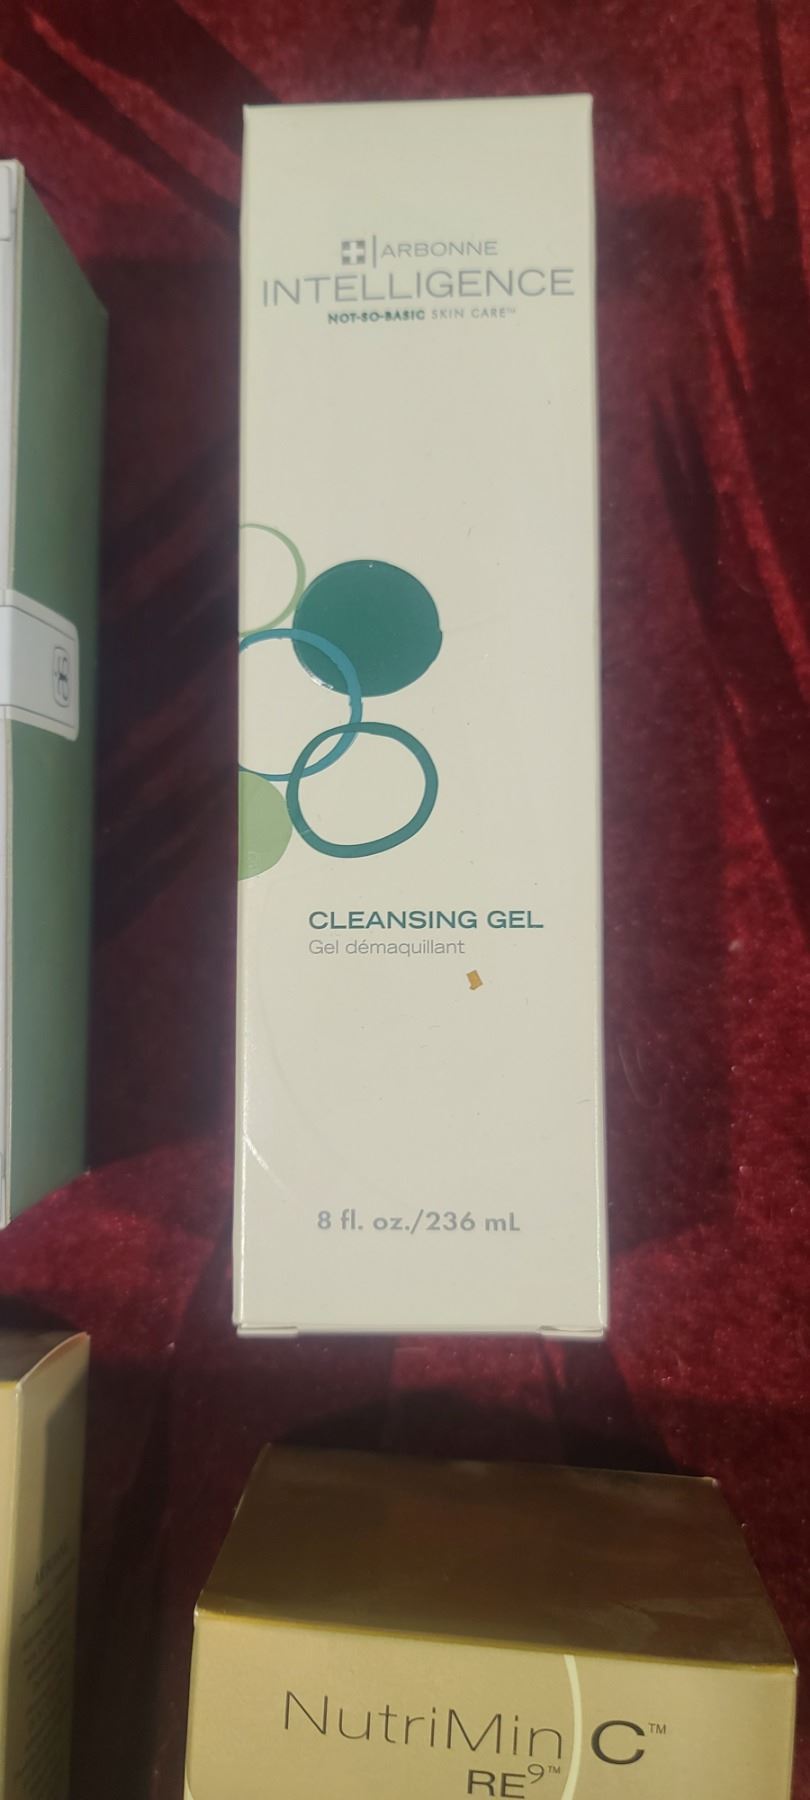 ARBONNE
INTELLIGENCE
NOT-SO-BASIC SKIN CARE™
CLEANSING GEL
Gel démaquillant
8 fl. oz./236 mL
NutriMin C™
RE⁹™
ARBONNE